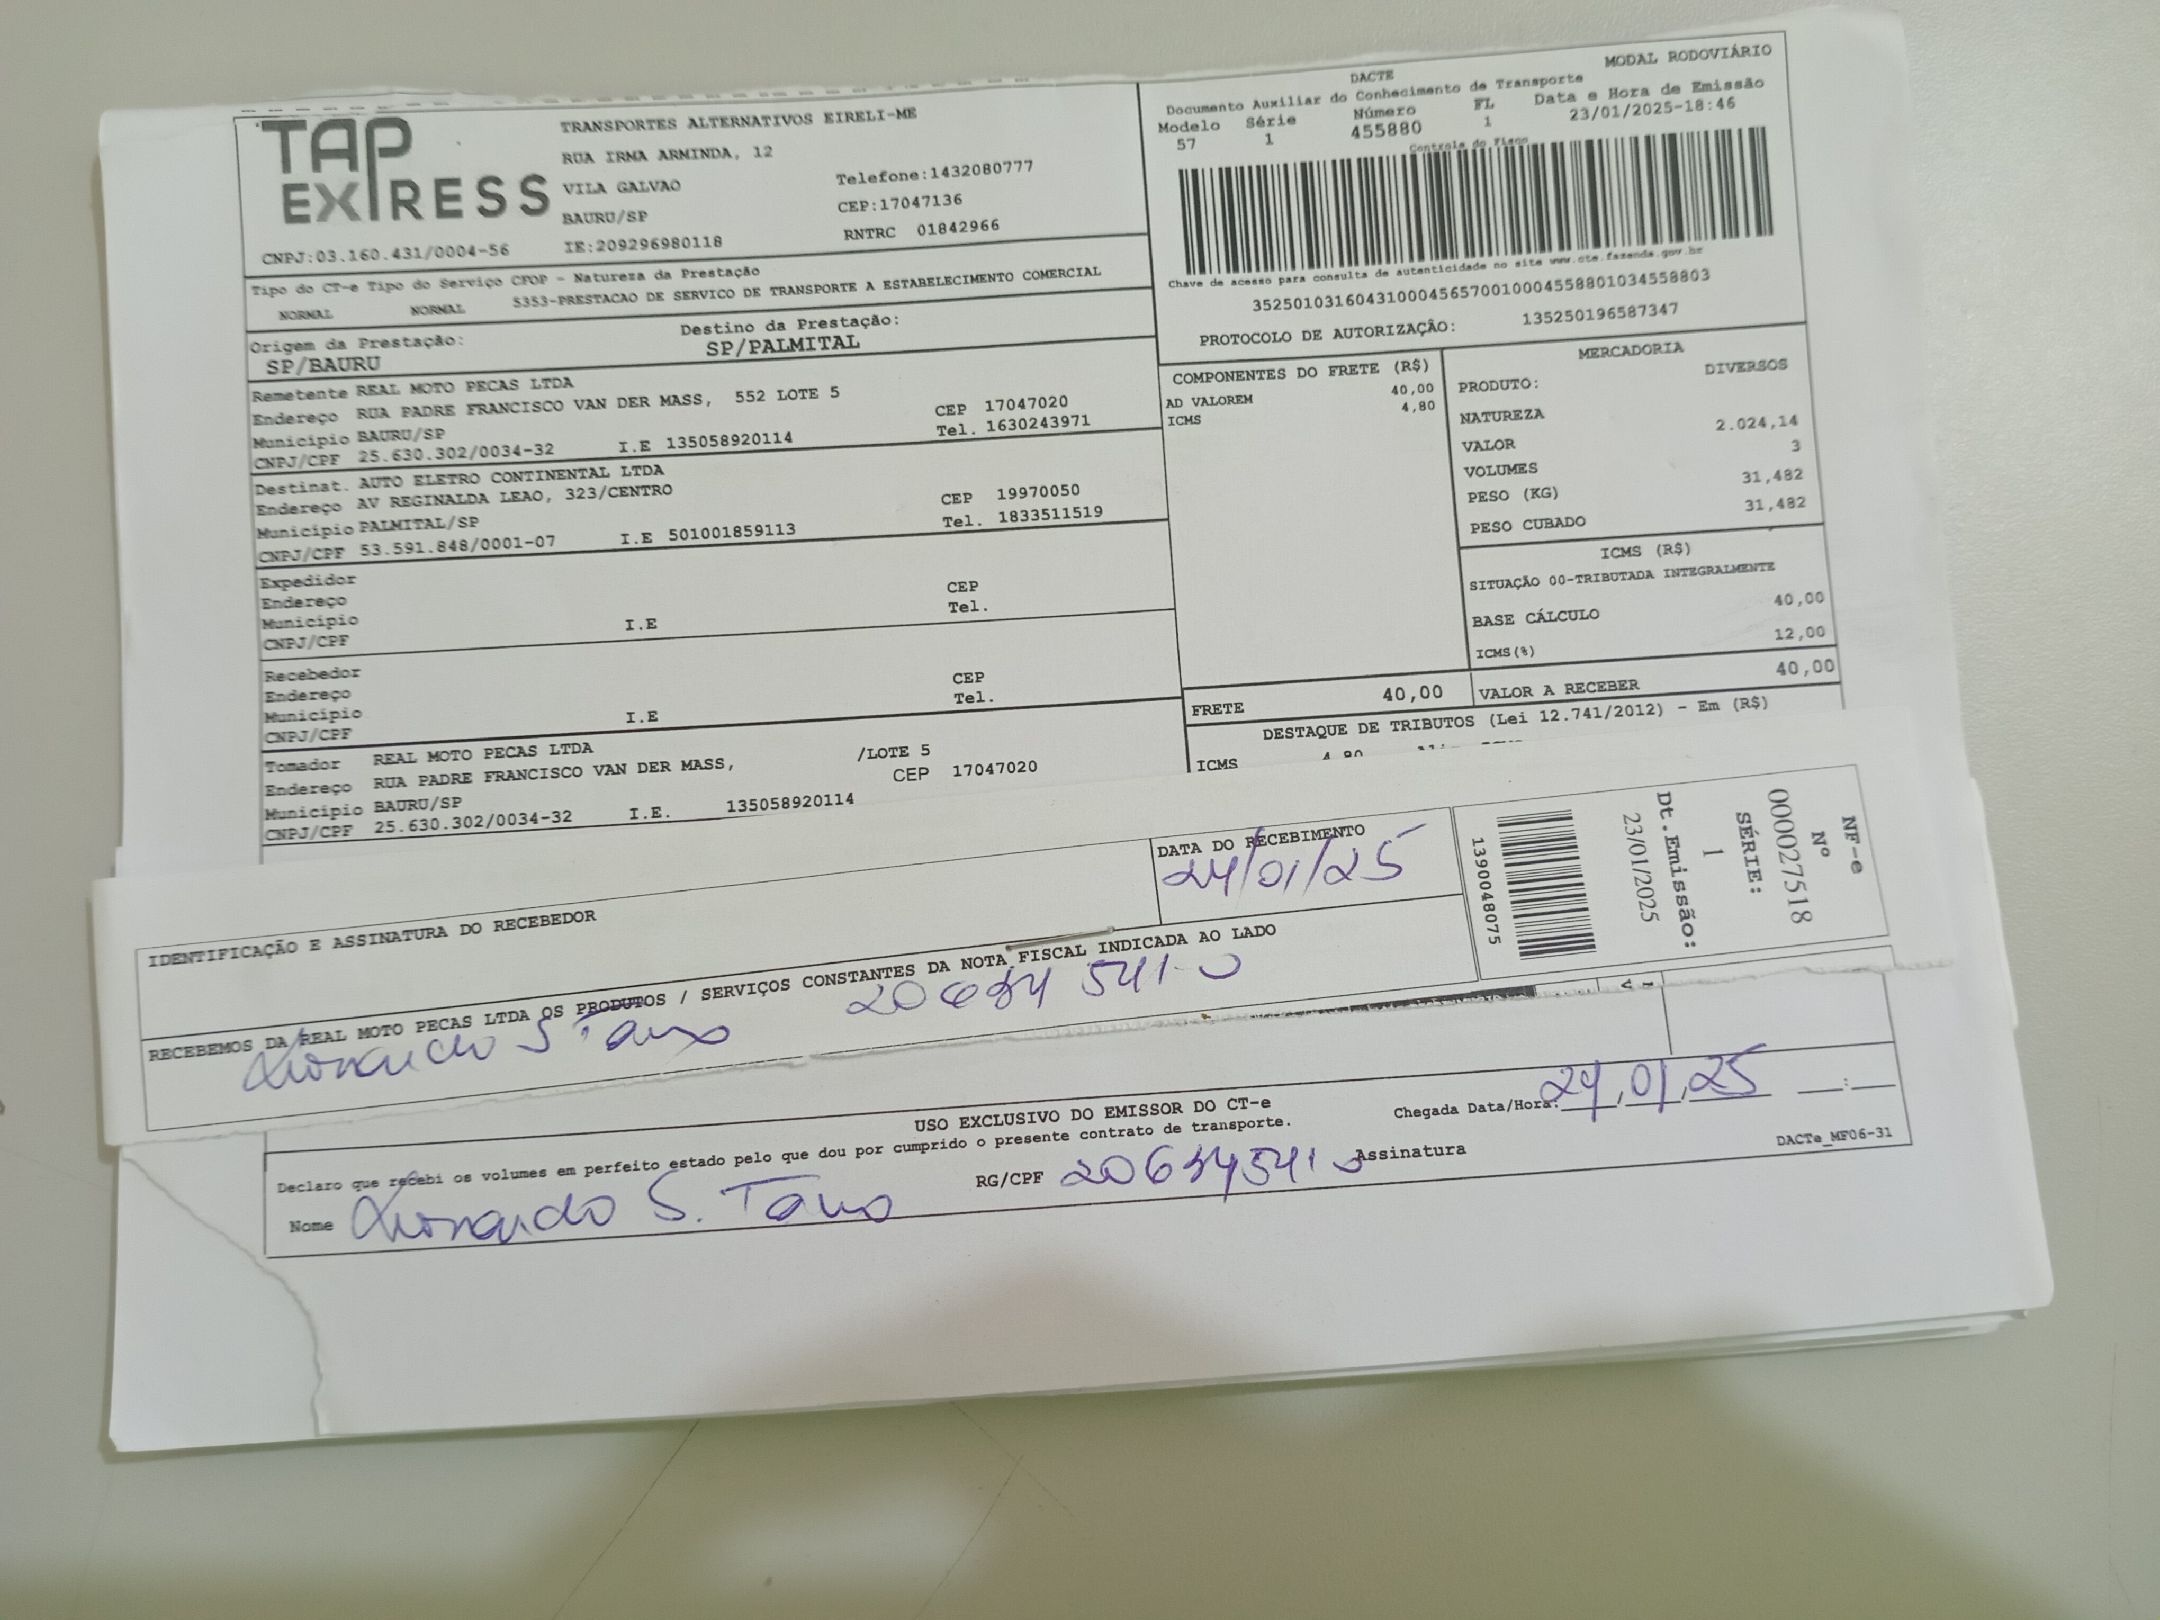 TAP EXPRESS
TRANSPORTES ALTERNATIVOS EIRELI-ME
RUA IRMA ARMINDA, 12
VILA GALVAO
BAURU/SP
Telefone:1432080777
CEP:17047136
RNTRC 01842966
CNPJ:03.160.431/0004-56 IE:209296980118
Tipo do CT-e Tipo do Serviço CFOP - Natureza da Prestação
NORMAL NORMAL 5353-PRESTACAO DE SERVICO DE TRANSPORTE A ESTABELECIMENTO COMERCIAL
Origem da Prestação: Destino da Prestação:
SP/BAURU SP/PALMITAL
Remetente REAL MOTO PECAS LTDA
Endereço RUA PADRE FRANCISCO VAN DER MASS, 552 LOTE 5
Município BAURU/SP CEP 17047020
CNPJ/CPF 25.630.302/0034-32 I.E 135058920114 Tel. 1630243971
Destinat. AUTO ELETRO CONTINENTAL LTDA
Endereço AV REGINALDA LEAO, 323/CENTRO
Município PALMITAL/SP CEP 19970050
CNPJ/CPF 53.591.848/0001-07 I.E 501001859113 Tel. 1833511519
Expedidor
Endereço CEP
Município Tel.
CNPJ/CPF I.E
Recebedor
Endereço CEP
Município Tel.
CNPJ/CPF I.E
Tomador REAL MOTO PECAS LTDA
Endereço RUA PADRE FRANCISCO VAN DER MASS, /LOTE 5
Município BAURU/SP CEP 17047020
CNPJ/CPF 25.630.302/0034-32 I.E. 135058920114
MODAL RODOVIÁRIO
DACTE
Documento Auxiliar do Conhecimento de Transporte
Modelo Série Número FL Data e Hora de Emissão
57 1 455880 1 23/01/2025-18:46
Controle do Fisco
Chave de acesso para consulta de autenticidade no site www.cte.fazenda.gov.br
35250103160431000456570010004558801034558803
PROTOCOLO DE AUTORIZAÇÃO: 135250196587347
COMPONENTES DO FRETE (R$)
AD VALOREM 40,00
ICMS 4,80
MERCADORIA
PRODUTO: DIVERSOS
NATUREZA
VALOR 2.024,14
VOLUMES 3
PESO (KG) 31,482
PESO CUBADO 31,482
ICMS (R$)
SITUAÇÃO 00-TRIBUTADA INTEGRALMENTE
BASE CÁLCULO 40,00
ICMS(%) 12,00
FRETE 40,00 VALOR A RECEBER 40,00
DESTAQUE DE TRIBUTOS (Lei 12.741/2012) - Em (R$)
ICMS 4,80
IDENTIFICAÇÃO E ASSINATURA DO RECEBEDOR
DATA DO RECEBIMENTO
24/01/25
RECEBEMOS DA REAL MOTO PECAS LTDA OS PRODUTOS / SERVIÇOS CONSTANTES DA NOTA FISCAL INDICADA AO LADO
NF-e
Nº
000027518
SÉRIE:
1
Dt.Emissão:
23/01/2025
1390048075
USO EXCLUSIVO DO EMISSOR DO CT-e
Declaro que recebi os volumes em perfeito estado pelo que dou por cumprido o presente contrato de transporte.
Chegada Data/Hora: 24/01/25 :
Nome Leonardo S. RG/CPF Assinatura
DACTe_MF06-31